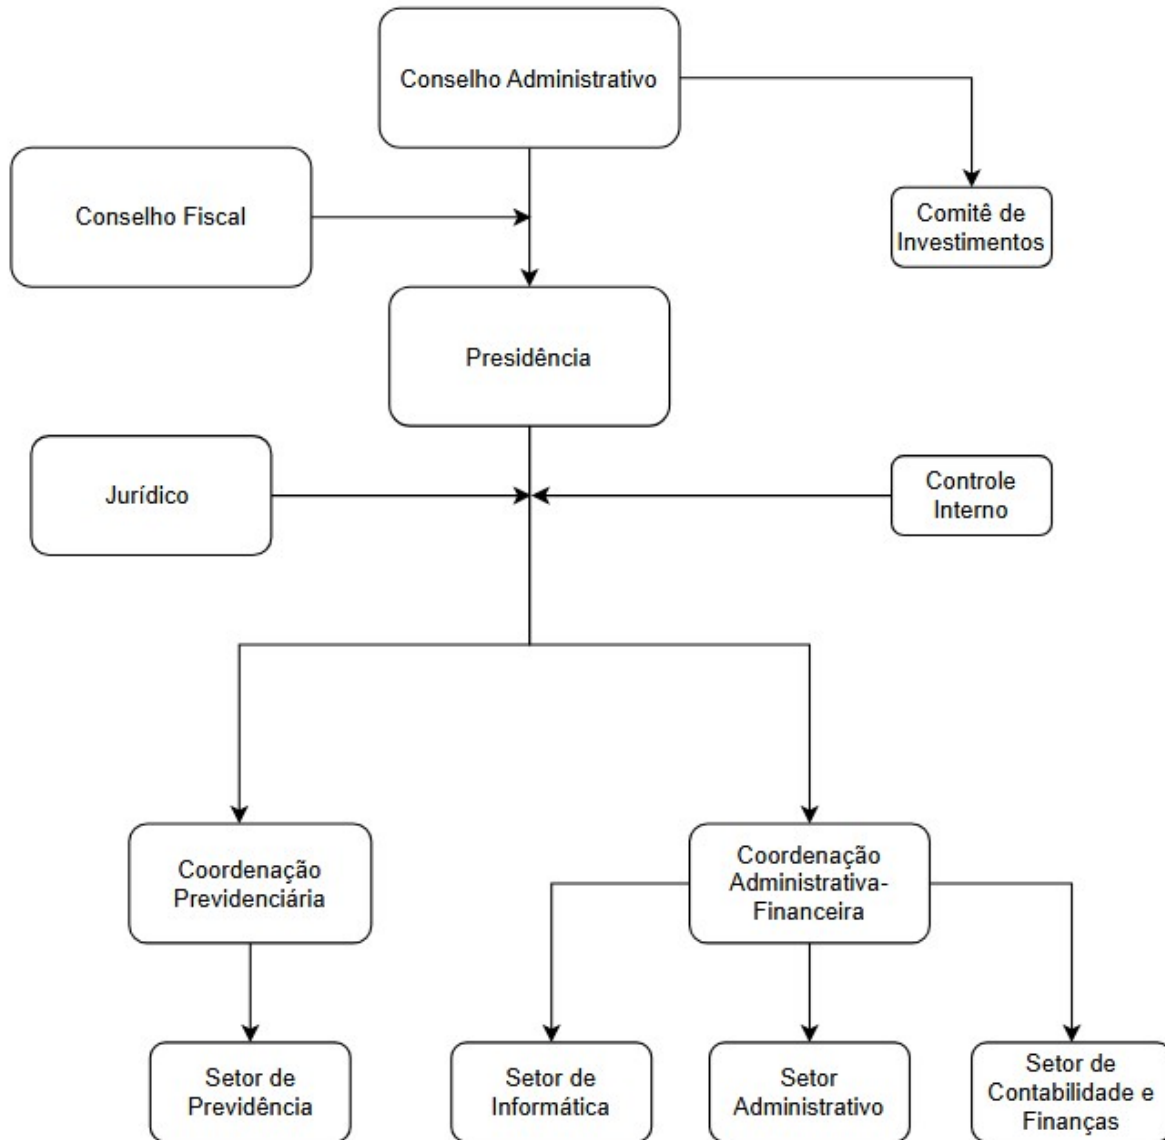 Conselho Administrativo
Conselho Fiscal
Comitê de
Investimentos
Presidência
Jurídico
Controle
Interno
Coordenação
Previdenciária
Coordenação
Administrativa-
Financeira
Setor de
Previdência
Setor de
Informática
Setor
Administrativo
Setor de
Contabilidade e
Finanças